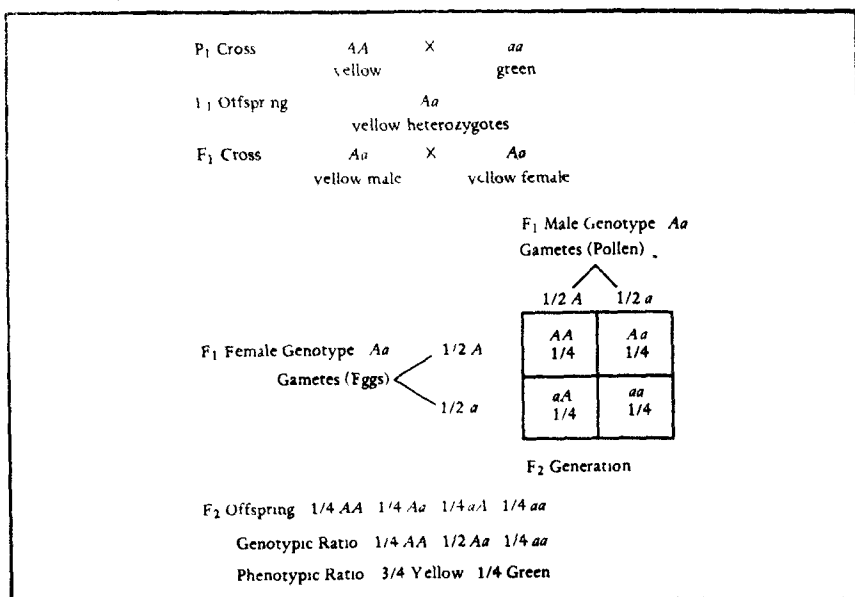 P₁ Cross AA X aa
yellow green
F₁ Offspring Aa
yellow heterozygotes
F₁ Cross Aa X Aa
yellow male yellow female
F₁ Male Genotype Aa
Gametes (Pollen)
1/2 A 1/2 a
AA Aa
F₁ Female Genotype Aa 1/2 A 1/4 1/4
Gametes (Eggs)
aA aa
1/2 a 1/4 1/4
F₂ Generation
F₂ Offspring 1/4 AA 1/4 Aa 1/4 aA 1/4 aa
Genotypic Ratio 1/4 AA 1/2 Aa 1/4 aa
Phenotypic Ratio 3/4 Yellow 1/4 Green